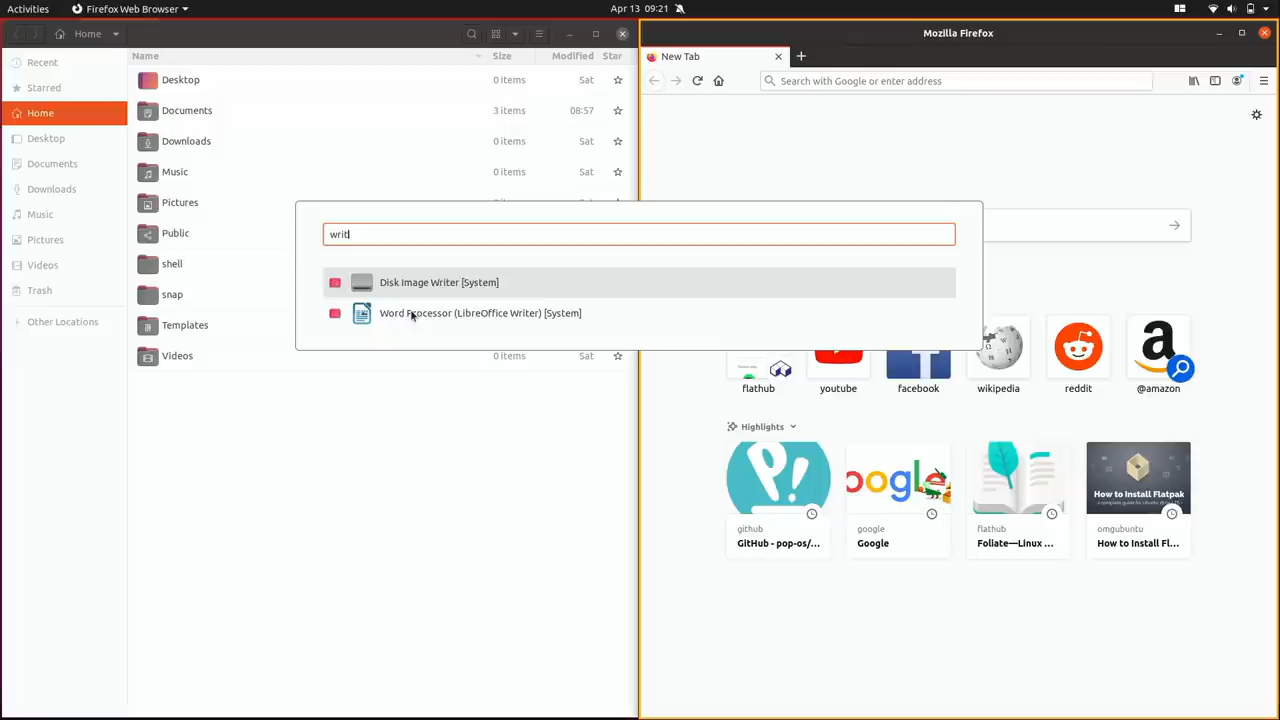 Activities
Firefox Web Browser
Apr 13 09:21
Home
Name
Size
Modified
Star
Recent
Starred
Home
Desktop
Documents
Downloads
Music
Pictures
Videos
Trash
Other Locations
Desktop 0 items Sat
Documents 3 items 08:57
Downloads 0 items Sat
Music 0 items Sat
Pictures
Public
shell
snap
Templates
Videos 0 items Sat
writ
Disk Image Writer [System]
Word Processor (LibreOffice Writer) [System]
Mozilla Firefox
New Tab
Search with Google or enter address
flathub
youtube
facebook
wikipedia
reddit
@amazon
Highlights
P!
oogle
How to Install Flatpak
github
GitHub - pop-os/...
google
Google
flathub
Foliate—Linux ...
omgubuntu
How to Install Fl...